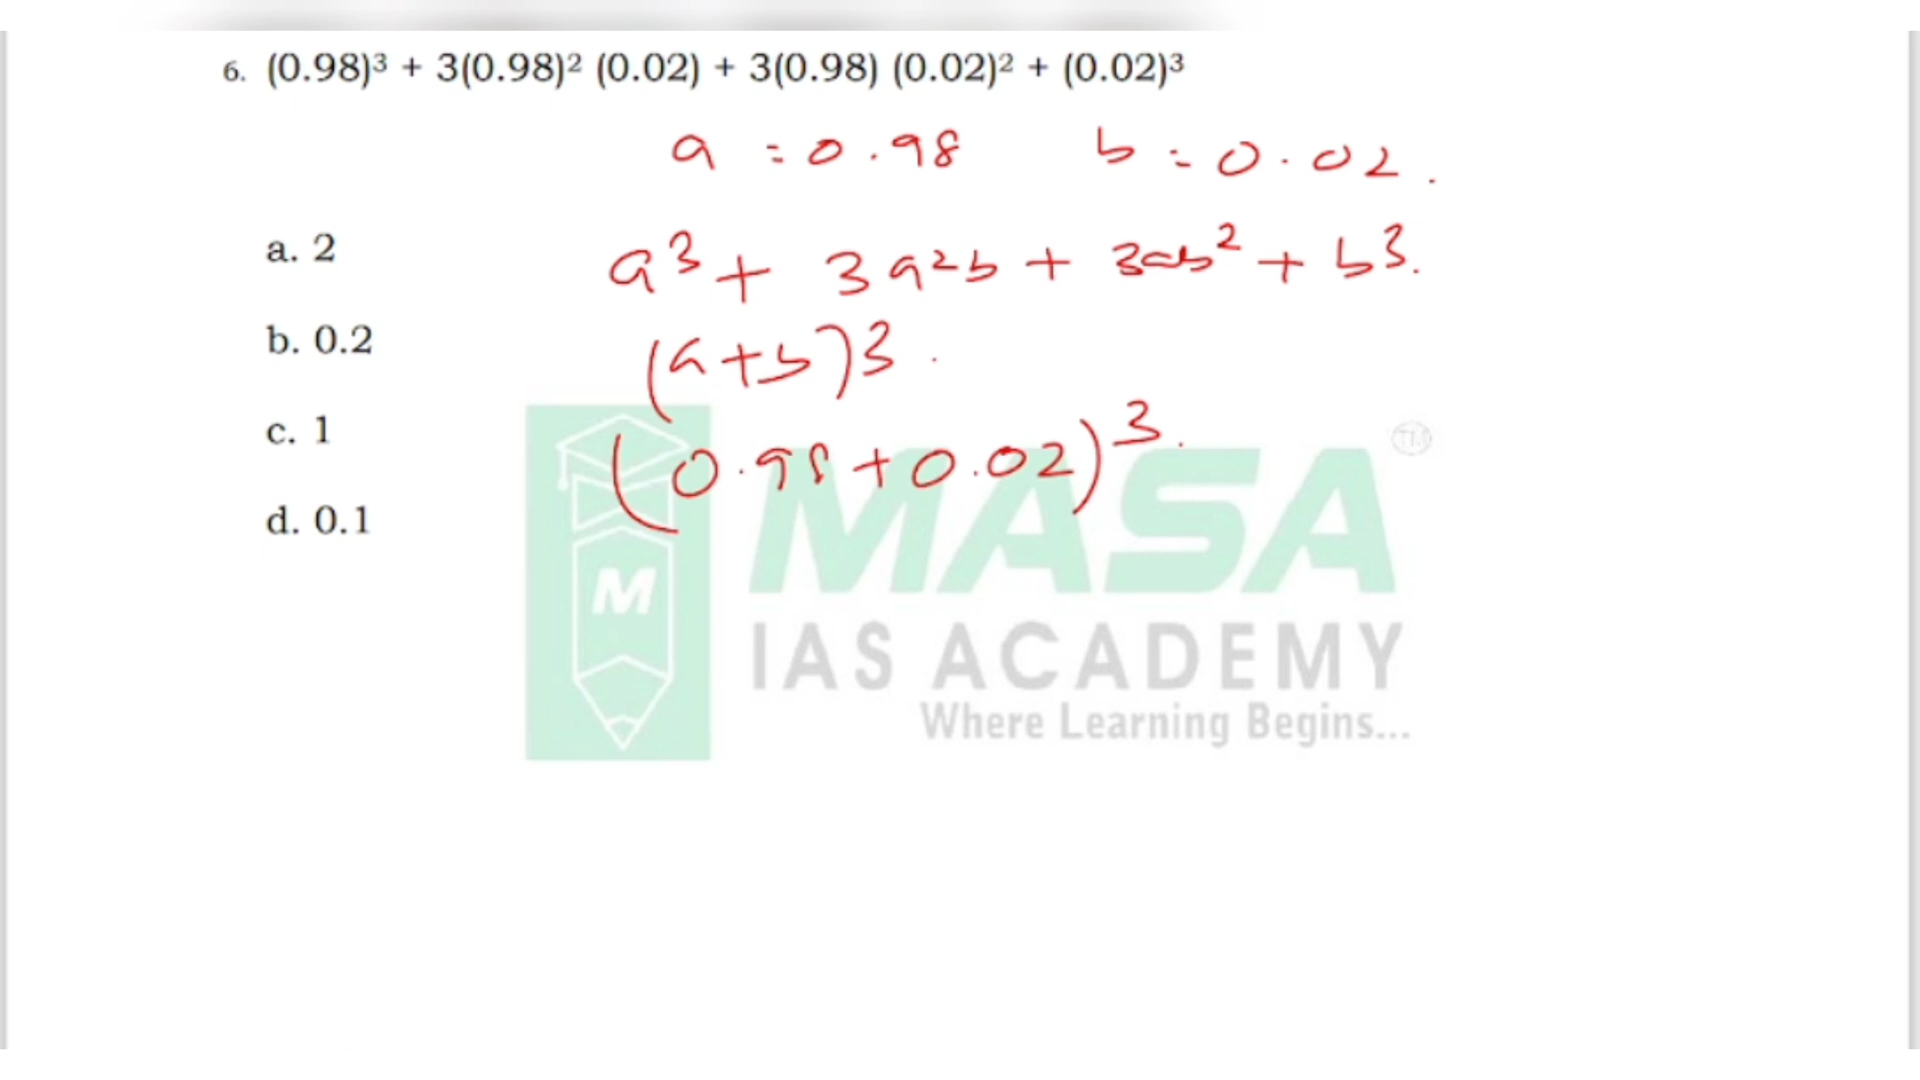 6. (0.98)³ + 3(0.98)² (0.02) + 3(0.98) (0.02)² + (0.02)³
a = 0.98 b = 0.02.
a. 2
a³ + 3a²b + 3ab² + b³.
b. 0.2
(a+b)³.
c. 1
(0.98+0.02)³.
d. 0.1
MASA TM
M
IAS ACADEMY
Where Learning Begins...